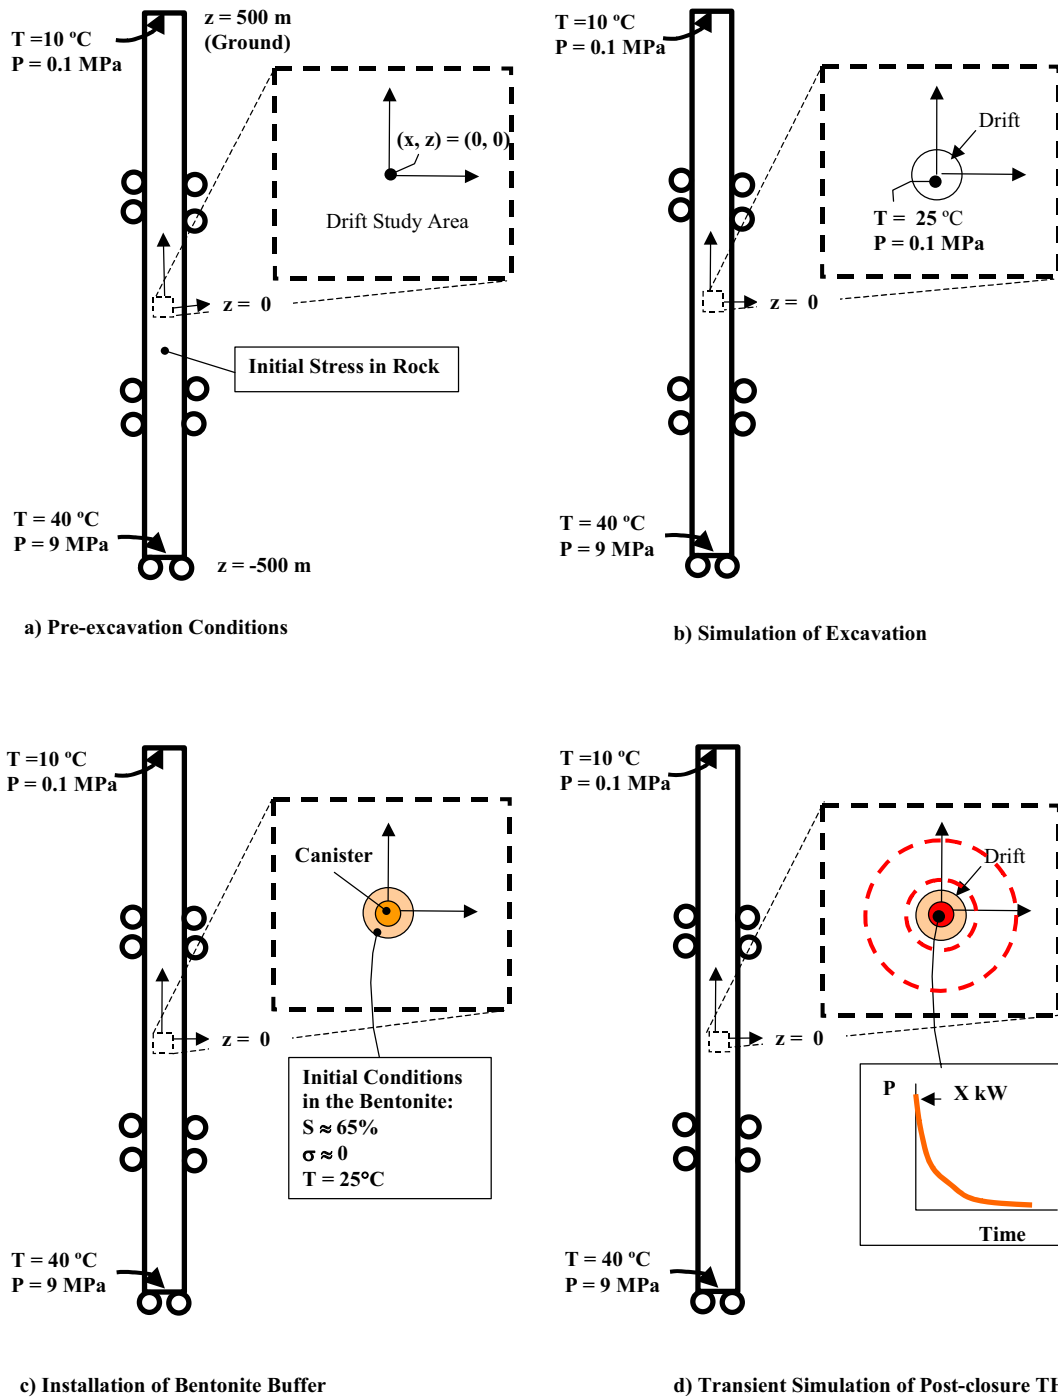 T =10 ºC
P = 0.1 MPa
z = 500 m
(Ground)
(x, z) = (0, 0)
Drift Study Area
z = 0
Initial Stress in Rock
T = 40 ºC
P = 9 MPa
z = -500 m
a) Pre-excavation Conditions
T =10 ºC
P = 0.1 MPa
Drift
T = 25 ºC
P = 0.1 MPa
z = 0
T = 40 ºC
P = 9 MPa
b) Simulation of Excavation
T =10 ºC
P = 0.1 MPa
Canister
z = 0
Initial Conditions
in the Bentonite:
S ≈ 65%
σ ≈ 0
T = 25°C
T = 40 ºC
P = 9 MPa
c) Installation of Bentonite Buffer
T =10 ºC
P = 0.1 MPa
Drift
z = 0
P
X kW
Time
T = 40 ºC
P = 9 MPa
d) Transient Simulation of Post-closure